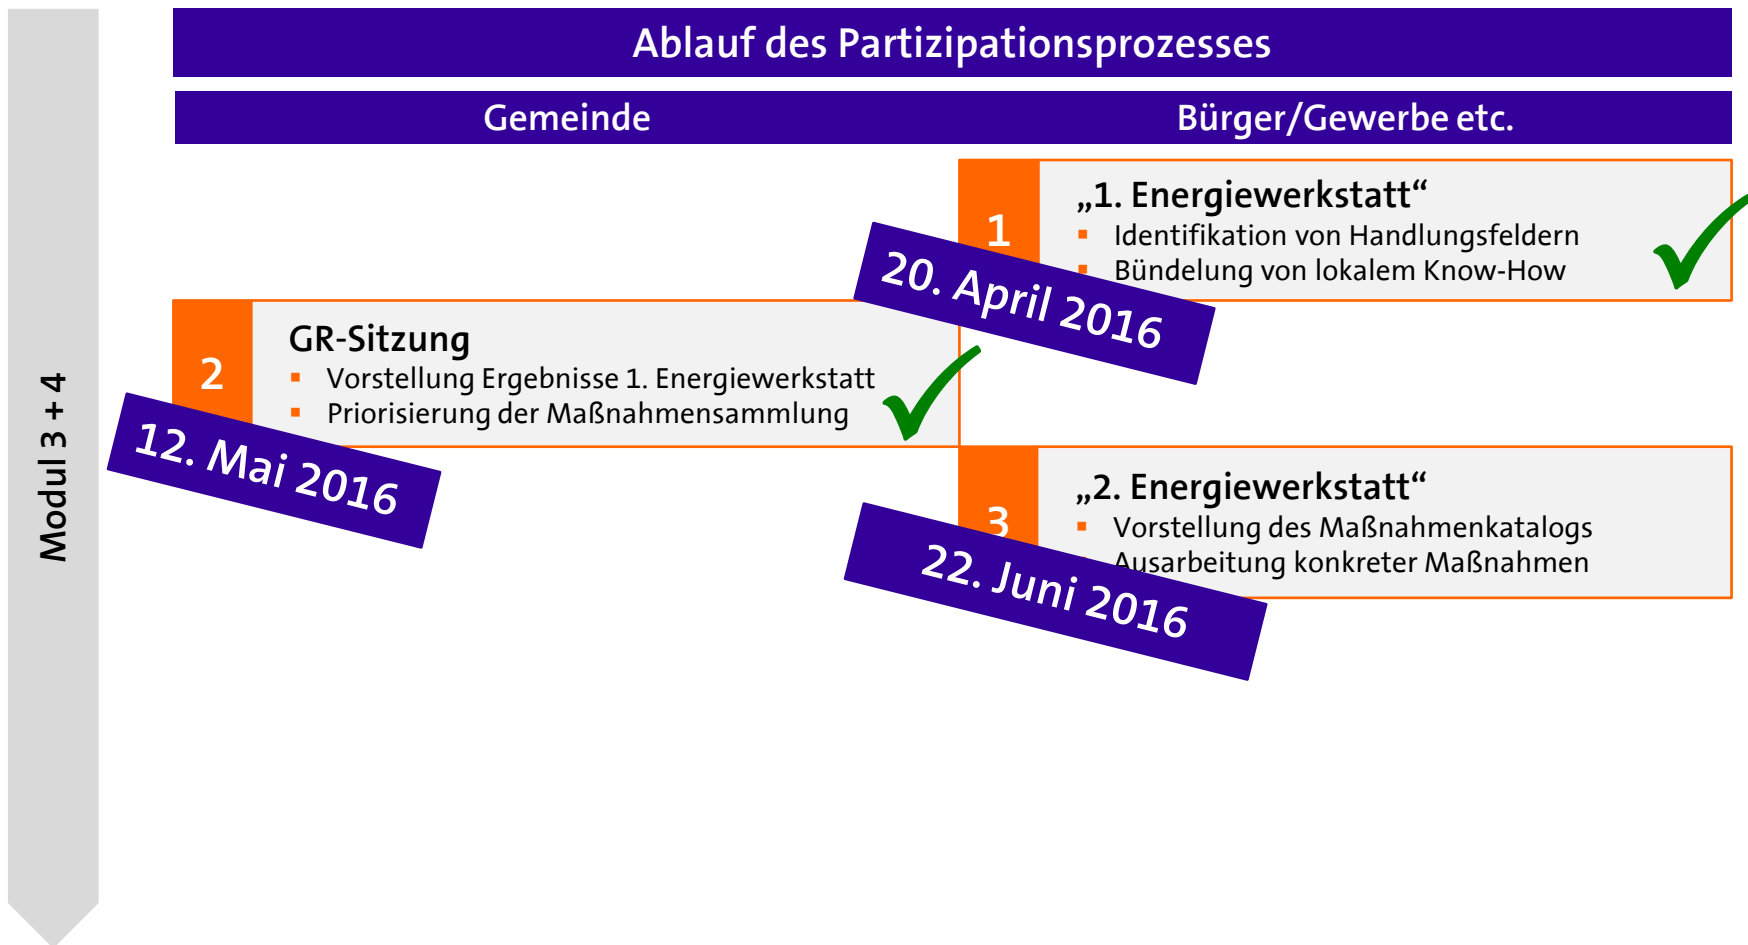 Ablauf des Partizipationsprozesses
Gemeinde
Bürger/Gewerbe etc.
1
„1. Energiewerkstatt“
Identifikation von Handlungsfeldern
Bündelung von lokalem Know-How
20. April 2016
2
GR-Sitzung
Vorstellung Ergebnisse 1. Energiewerkstatt
Priorisierung der Maßnahmensammlung
12. Mai 2016
3
„2. Energiewerkstatt“
Vorstellung des Maßnahmenkatalogs
Ausarbeitung konkreter Maßnahmen
22. Juni 2016
Modul 3 + 4